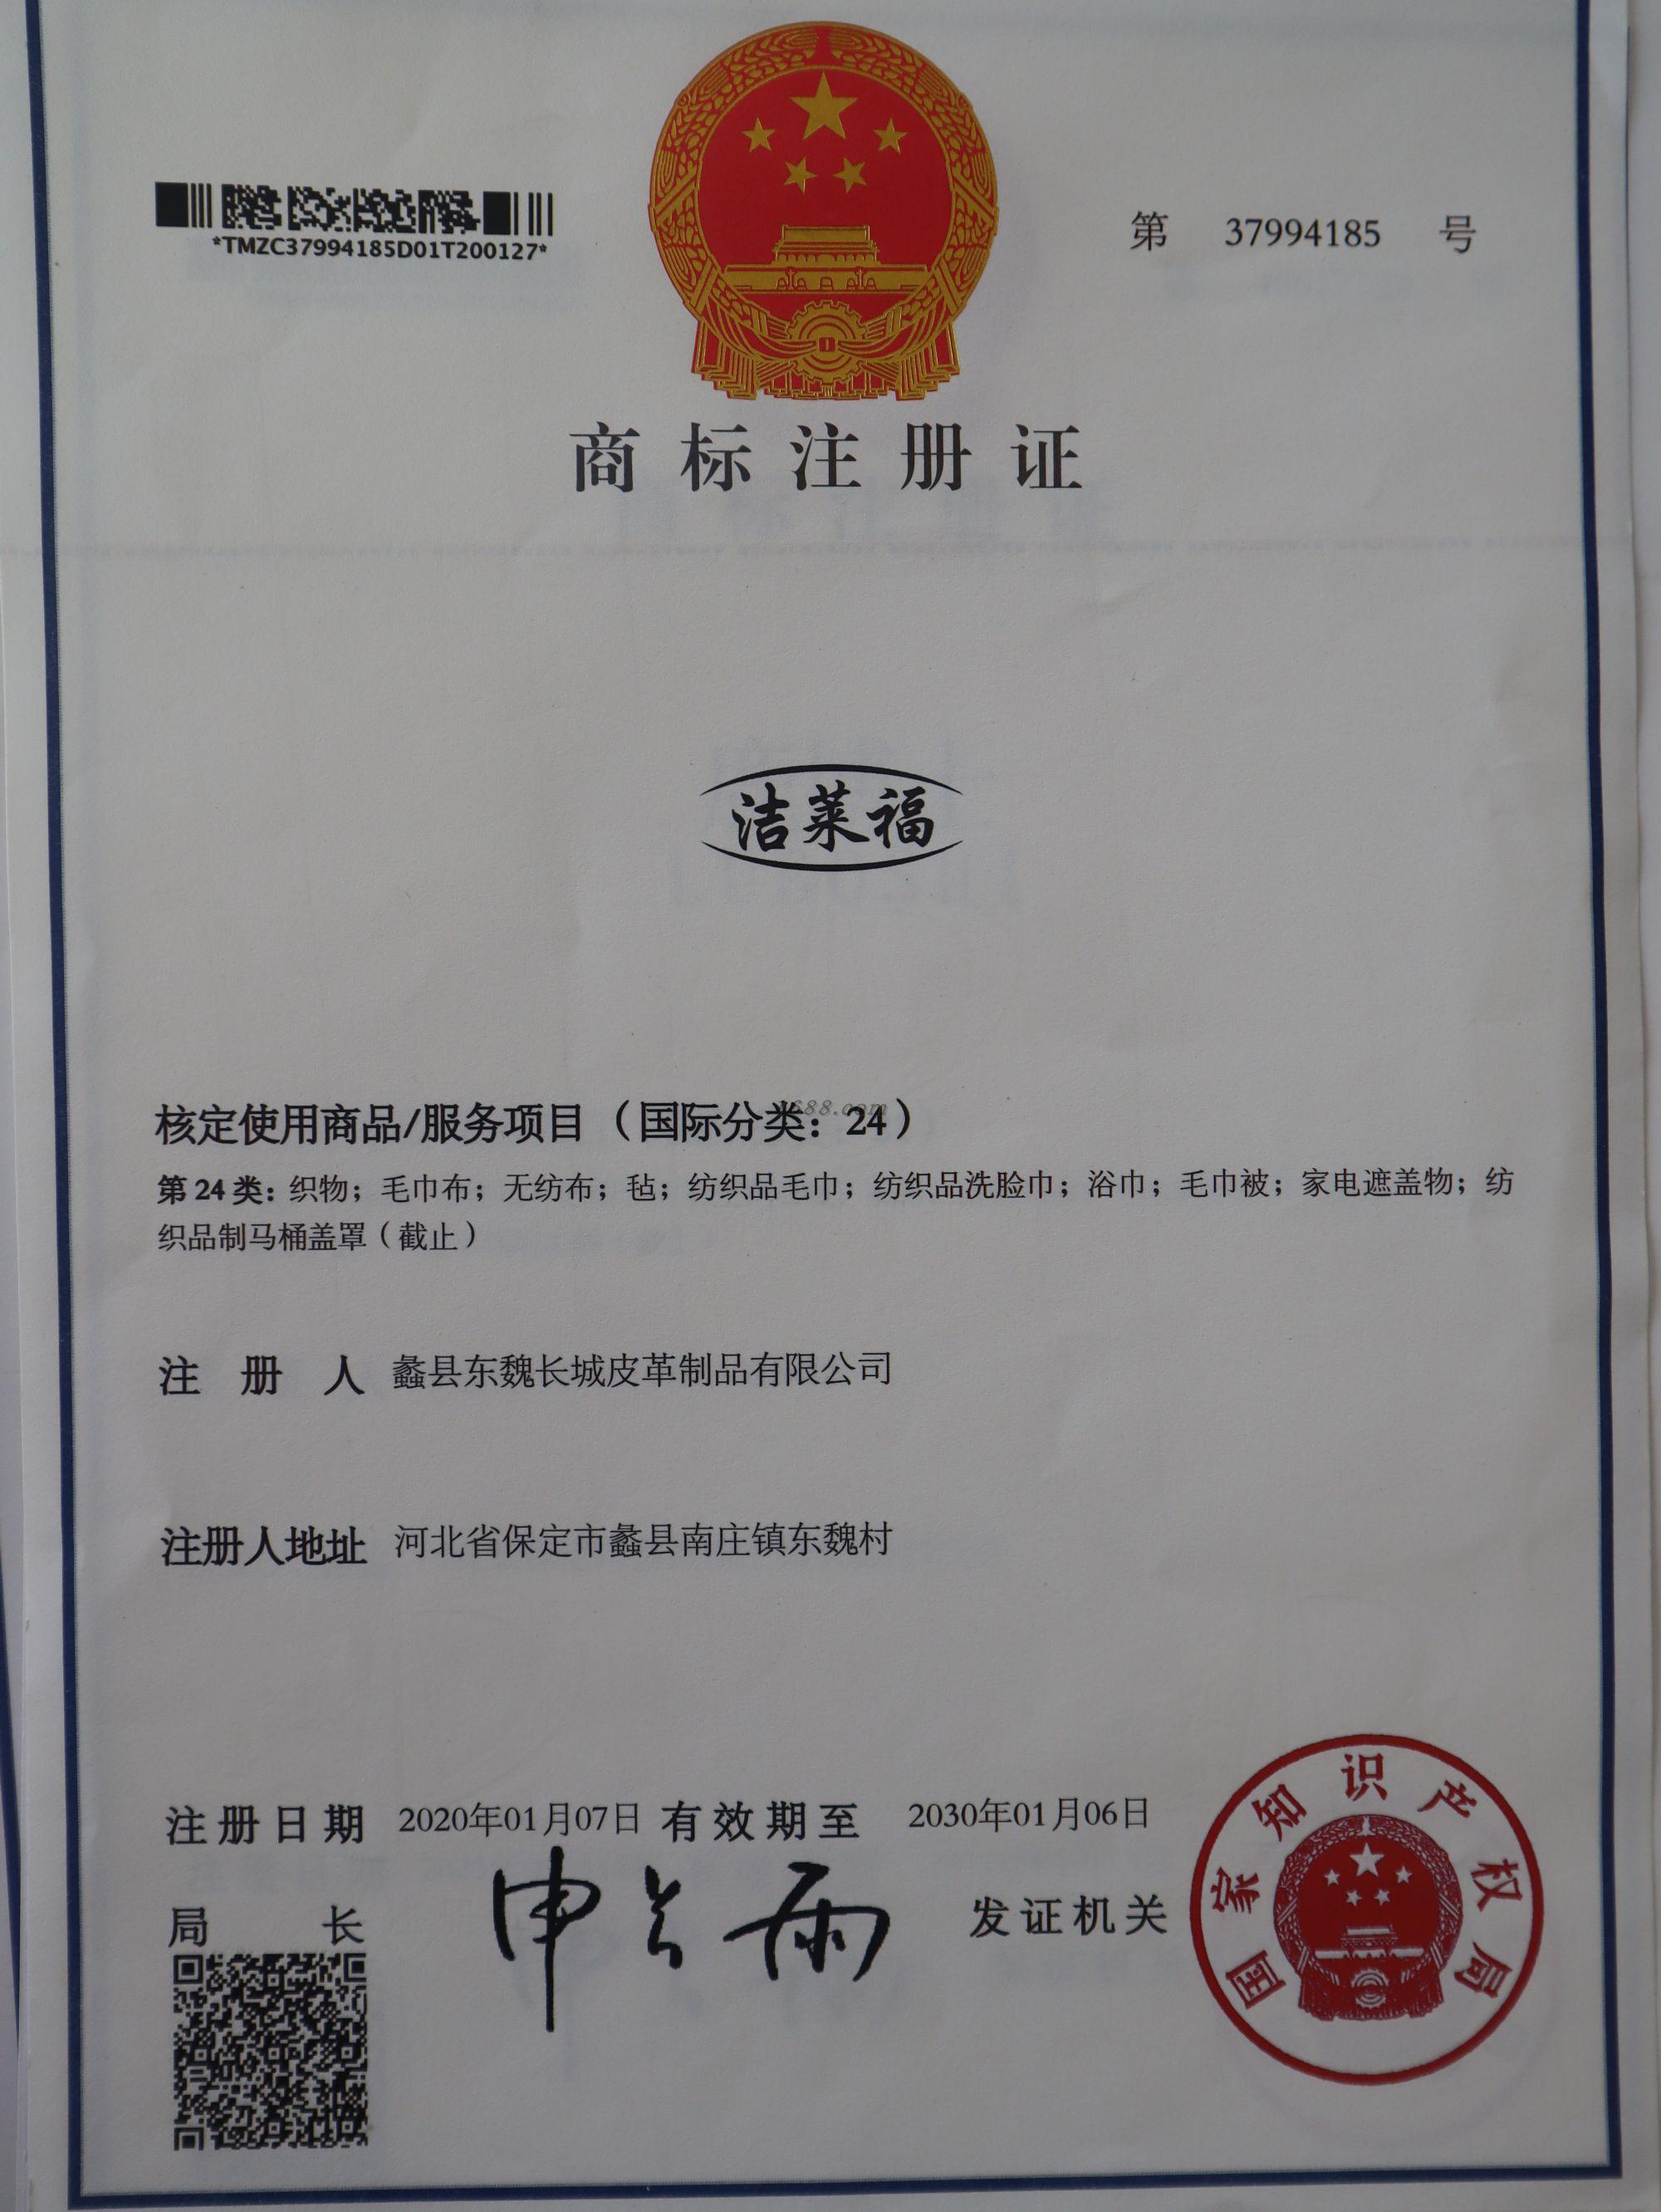 *TMZC37994185D01T200127*
第 37994185 号
商标注册证
洁莱福
核定使用商品/服务项目（国际分类：24）
第24类：织物；毛巾布；无纺布；毡；纺织品毛巾；纺织品洗脸巾；浴巾；毛巾被；家电遮盖物；纺
织品制马桶盖罩（截止）
注册人 蠡县东魏长城皮革制品有限公司
注册人地址 河北省保定市蠡县南庄镇东魏村
注册日期 2020年01月07日 有效期至 2030年01月06日
局长 申长雨 发证机关
国家知识产权局